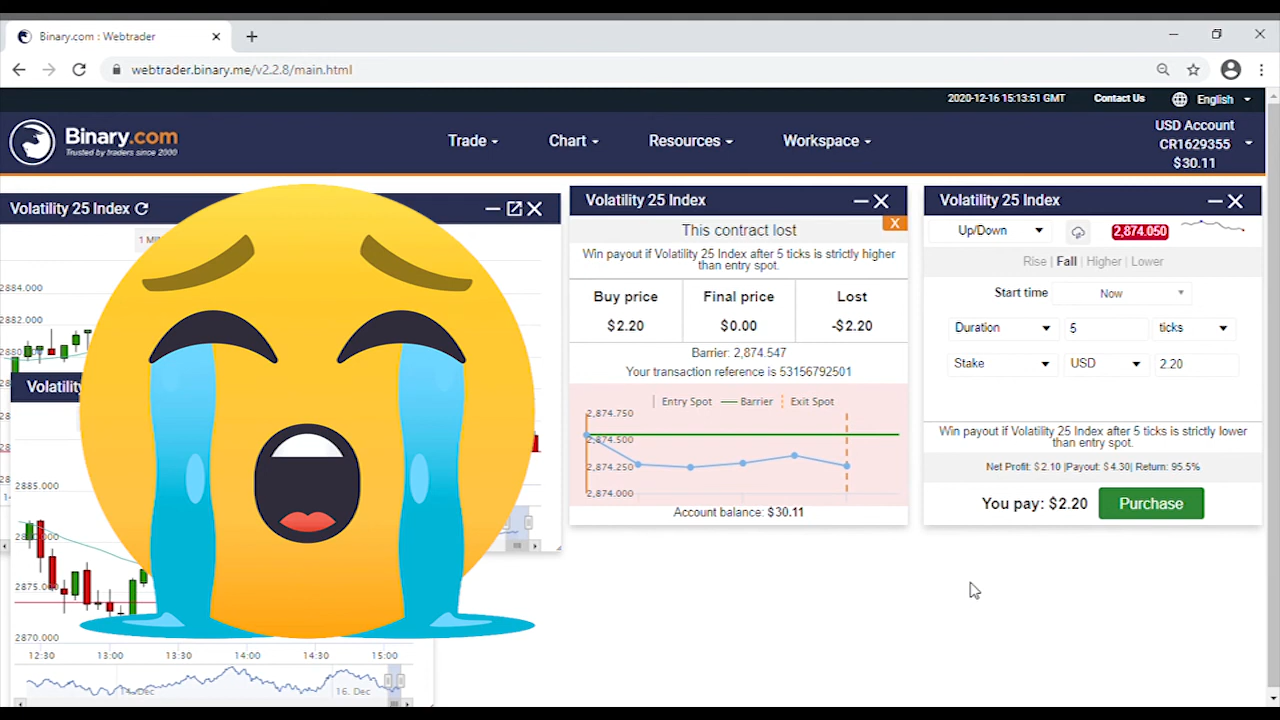 Binary.com : Webtrader
webtrader.binary.me/v2.2.8/main.html
2020-12-16 15:13:51 GMT Contact Us English
Binary.com
Trusted by traders since 2000
Trade Chart Resources Workspace
USD Account
CR1629355
$30.11
Volatility 25 Index
1 MI
2884.000
2882.000
2880.000
Volatility
2885.000
2880.000
2875.000
2870.000
12:30 13:00 13:30 14:00 14:30 15:00
14. Dec 16. Dec
Volatility 25 Index
X
This contract lost
Win payout if Volatility 25 Index after 5 ticks is strictly higher
than entry spot.
Buy price Final price Lost
$2.20 $0.00 -$2.20
Barrier: 2,874.547
Your transaction reference is 53156792501
Entry Spot Barrier Exit Spot
2,874.750
2,874.500
2,874.250
2,874.000
Account balance: $30.11
Volatility 25 Index
Up/Down 2,874.050
Rise | Fall | Higher | Lower
Start time Now
Duration 5 ticks
Stake USD 2.20
Win payout if Volatility 25 Index after 5 ticks is strictly lower
than entry spot.
Net Profit: $2.10 |Payout: $4.30| Return: 95.5%
You pay: $2.20 Purchase